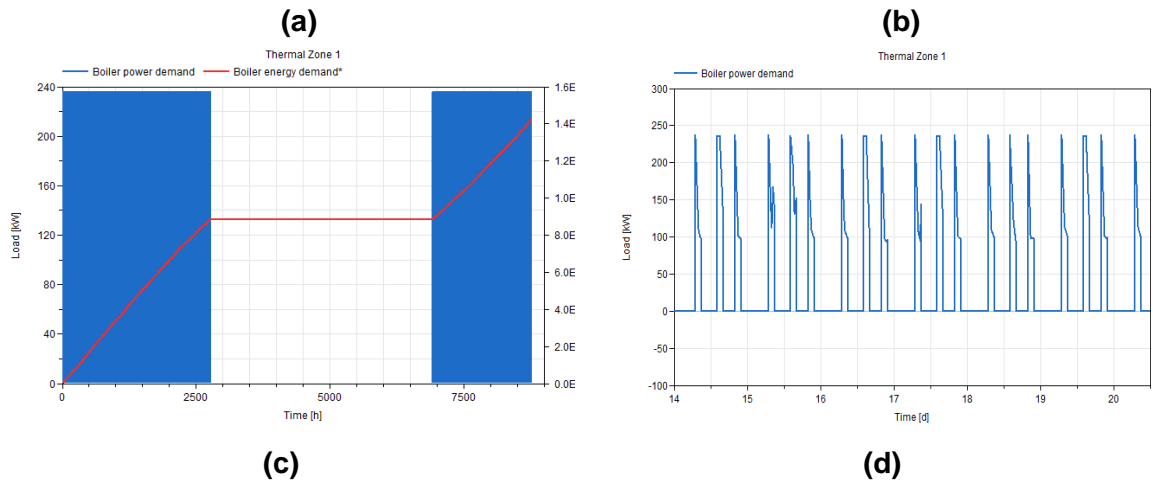 (a)
(b)
Thermal Zone 1
Boiler power demand Boiler energy demand*
240
200
160
120
80
40
0
1.6E
1.4E
1.2E
1.0E
8.0E
6.0E
4.0E
2.0E
0.0E
Load [kW]
0 2500 5000 7500
Time [h]
Thermal Zone 1
Boiler power demand
300
250
200
150
100
50
0
-50
-100
Load [kW]
14 15 16 17 18 19 20
Time [d]
(c)
(d)